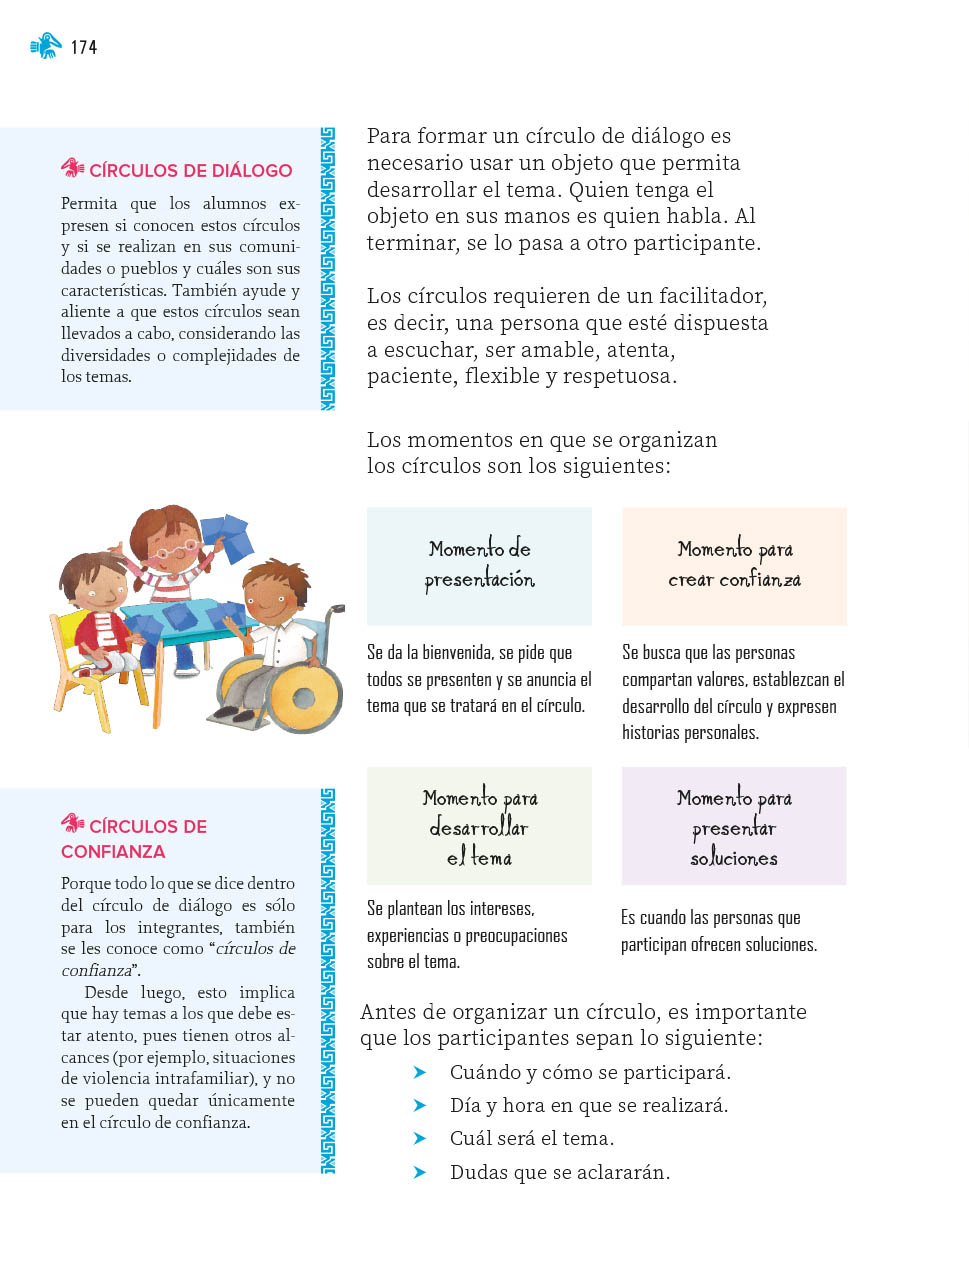 174
CÍRCULOS DE DIÁLOGO
Permita que los alumnos ex-
presen si conocen estos círculos
y si se realizan en sus comuni-
dades o pueblos y cuáles son sus
características. También ayude y
aliente a que estos círculos sean
llevados a cabo, considerando las
diversidades o complejidades de
los temas.
Para formar un círculo de diálogo es
necesario usar un objeto que permita
desarrollar el tema. Quien tenga el
objeto en sus manos es quien habla. Al
terminar, se lo pasa a otro participante.
Los círculos requieren de un facilitador,
es decir, una persona que esté dispuesta
a escuchar, ser amable, atenta,
paciente, flexible y respetuosa.
Los momentos en que se organizan
los círculos son los siguientes:
Momento de
presentación
Se da la bienvenida, se pide que
todos se presenten y se anuncia el
tema que se tratará en el círculo.
Momento para
crear confianza
Se busca que las personas
compartan valores, establezcan el
desarrollo del círculo y expresen
historias personales.
Momento para
desarrollar
el tema
Se plantean los intereses,
experiencias o preocupaciones
sobre el tema.
Momento para
presentar
soluciones
Es cuando las personas que
participan ofrecen soluciones.
CÍRCULOS DE
CONFIANZA
Porque todo lo que se dice dentro
del círculo de diálogo es sólo
para los integrantes, también
se les conoce como “círculos de
confianza”.
Desde luego, esto implica
que hay temas a los que debe es-
tar atento, pues tienen otros al-
cances (por ejemplo, situaciones
de violencia intrafamiliar), y no
se pueden quedar únicamente
en el círculo de confianza.
Antes de organizar un círculo, es importante
que los participantes sepan lo siguiente:
➤ Cuándo y cómo se participará.
➤ Día y hora en que se realizará.
➤ Cuál será el tema.
➤ Dudas que se aclararán.